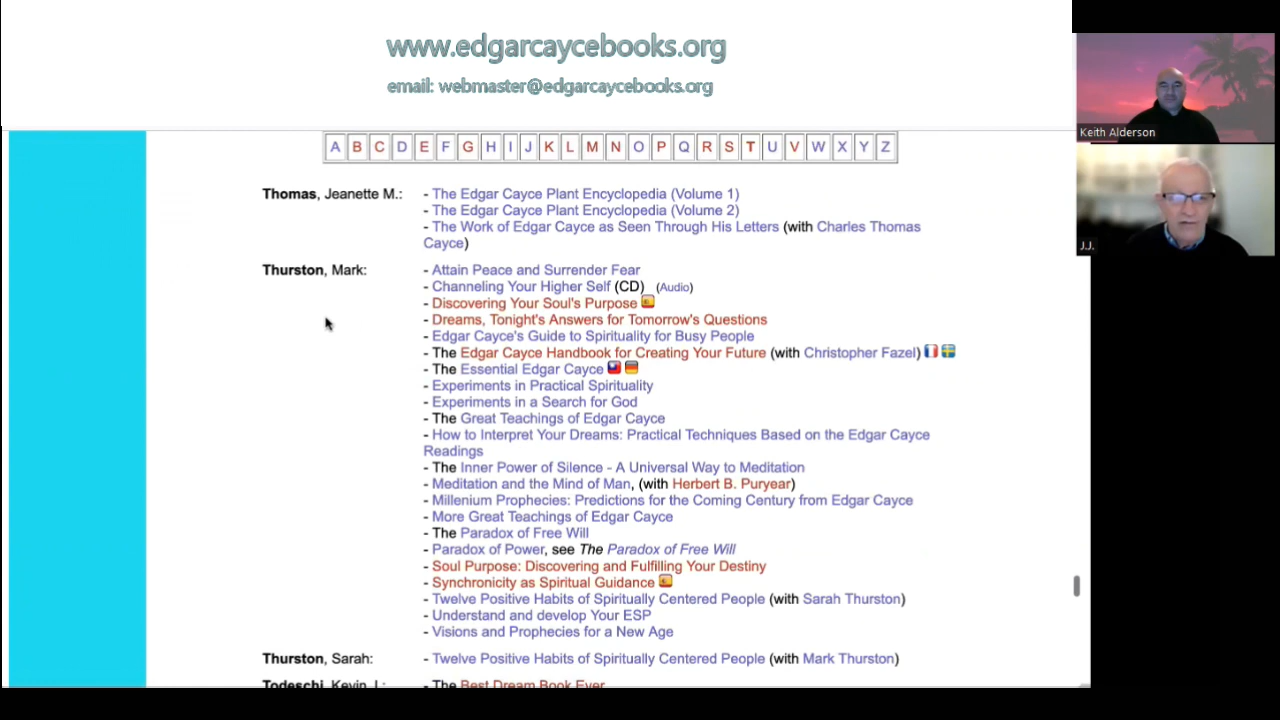 www.edgarcaycebooks.org
email: webmaster@edgarcaycebooks.org
Keith Alderson
J.J.
A B C D E F G H I J K L M N O P Q R S T U V W X Y Z
Thomas, Jeanette M.: - The Edgar Cayce Plant Encyclopedia (Volume 1)
- The Edgar Cayce Plant Encyclopedia (Volume 2)
- The Work of Edgar Cayce as Seen Through His Letters (with Charles Thomas
Cayce)
Thurston, Mark: - Attain Peace and Surrender Fear
- Channeling Your Higher Self (CD) (Audio)
- Discovering Your Soul's Purpose
- Dreams, Tonight's Answers for Tomorrow's Questions
- Edgar Cayce's Guide to Spirituality for Busy People
- The Edgar Cayce Handbook for Creating Your Future (with Christopher Fazel)
- The Essential Edgar Cayce
- Experiments in Practical Spirituality
- Experiments in a Search for God
- The Great Teachings of Edgar Cayce
- How to Interpret Your Dreams: Practical Techniques Based on the Edgar Cayce
Readings
- The Inner Power of Silence - A Universal Way to Meditation
- Meditation and the Mind of Man, (with Herbert B. Puryear)
- Millenium Prophecies: Predictions for the Coming Century from Edgar Cayce
- More Great Teachings of Edgar Cayce
- The Paradox of Free Will
- Paradox of Power, see The Paradox of Free Will
- Soul Purpose: Discovering and Fulfilling Your Destiny
- Synchronicity as Spiritual Guidance
- Twelve Positive Habits of Spiritually Centered People (with Sarah Thurston)
- Understand and develop Your ESP
- Visions and Prophecies for a New Age
Thurston, Sarah: - Twelve Positive Habits of Spiritually Centered People (with Mark Thurston)
Todeschi, Kevin J.: - The Best Dream Book Ever